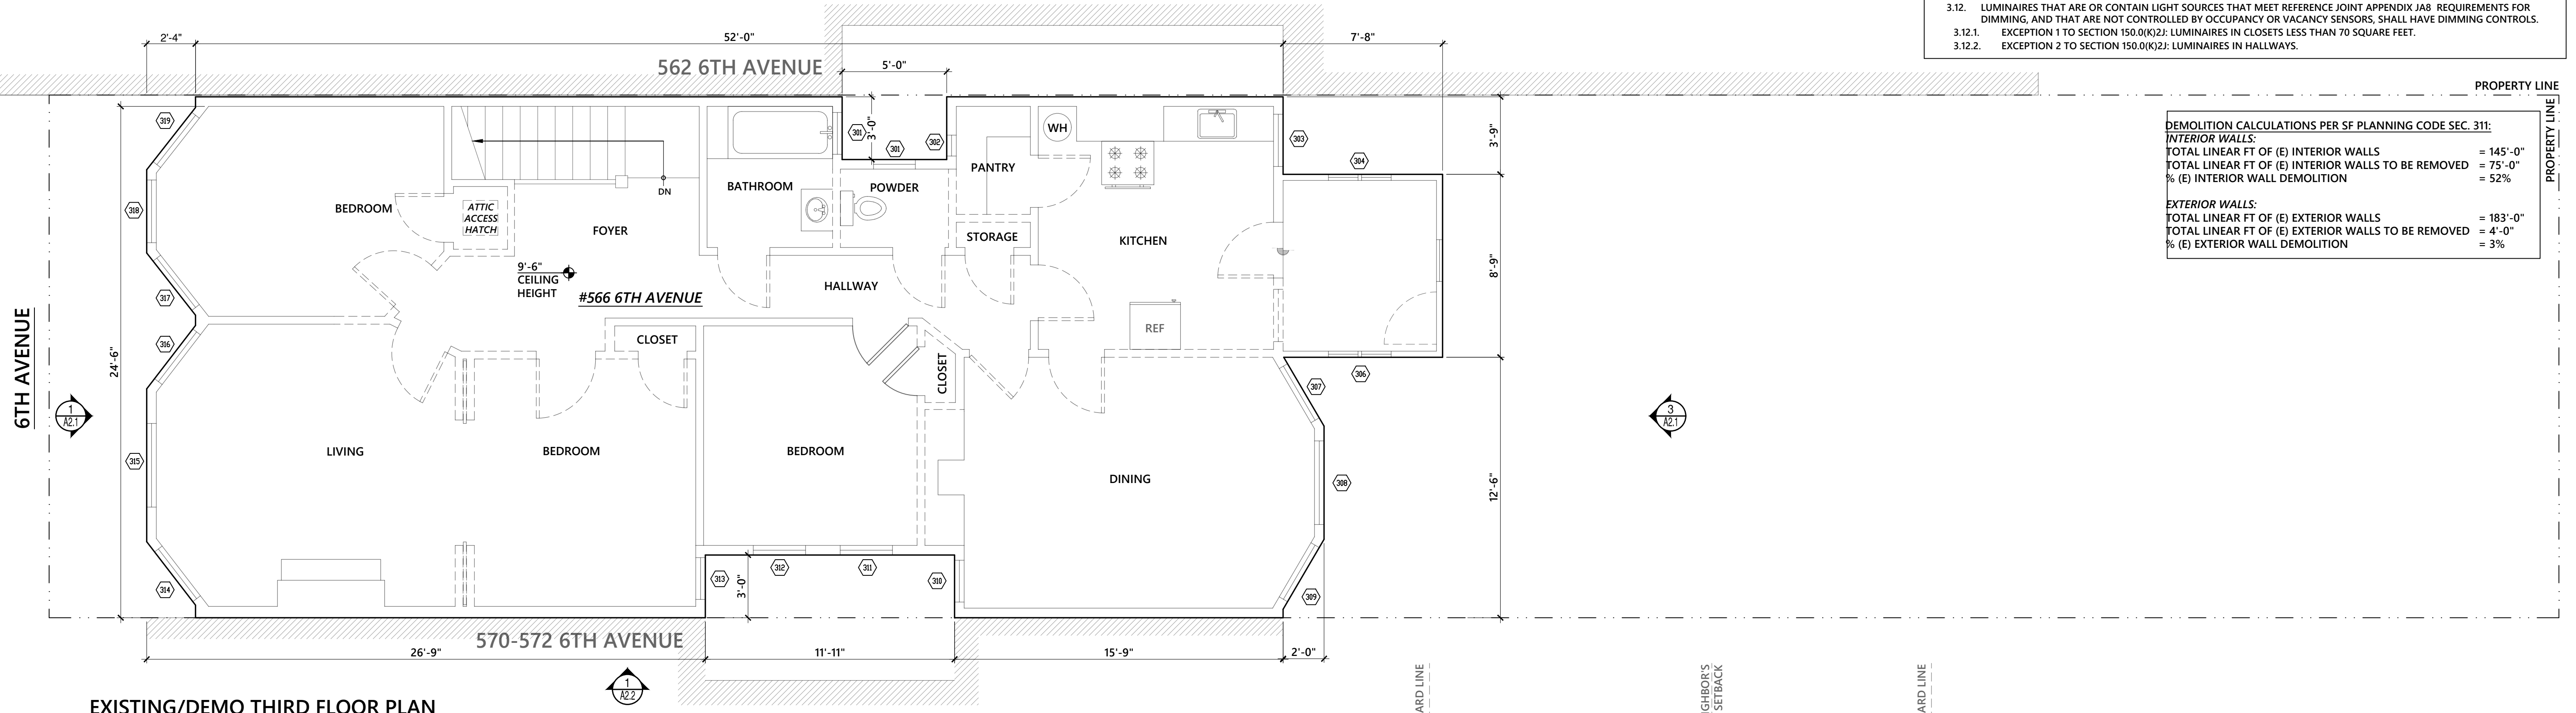 3.12. LUMINAIRES THAT ARE OR CONTAIN LIGHT SOURCES THAT MEET REFERENCE JOINT APPENDIX JA8 REQUIREMENTS FOR
DIMMING, AND THAT ARE NOT CONTROLLED BY OCCUPANCY OR VACANCY SENSORS, SHALL HAVE DIMMING CONTROLS.
3.12.1. EXCEPTION 1 TO SECTION 150.0(K)2J: LUMINAIRES IN CLOSETS LESS THAN 70 SQUARE FEET.
3.12.2. EXCEPTION 2 TO SECTION 150.0(K)2J: LUMINAIRES IN HALLWAYS.
2'-4"
52'-0"
7'-8"
562 6TH AVENUE
5'-0"
PROPERTY LINE
PROPERTY LINE
DEMOLITION CALCULATIONS PER SF PLANNING CODE SEC. 311:
INTERIOR WALLS:
TOTAL LINEAR FT OF (E) INTERIOR WALLS = 145'-0"
TOTAL LINEAR FT OF (E) INTERIOR WALLS TO BE REMOVED = 75'-0"
% (E) INTERIOR WALL DEMOLITION = 52%
EXTERIOR WALLS:
TOTAL LINEAR FT OF (E) EXTERIOR WALLS = 183'-0"
TOTAL LINEAR FT OF (E) EXTERIOR WALLS TO BE REMOVED = 4'-0"
% (E) EXTERIOR WALL DEMOLITION = 3%
319
301
3'-0"
301
302
WH
303
3'-9"
304
PANTRY
BATHROOM
POWDER
DN
318
BEDROOM
ATTIC
ACCESS
HATCH
FOYER
STORAGE
KITCHEN
9'-6"
CEILING
HEIGHT
#566 6TH AVENUE
HALLWAY
8'-9"
317
316
REF
CLOSET
CLOSET
24'-6"
6TH AVENUE
306
307
1
A2.1
3
A2.1
315
LIVING
BEDROOM
BEDROOM
DINING
308
12'-6"
314
313
3'-0"
312
311
310
309
570-572 6TH AVENUE
26'-9"
11'-11"
15'-9"
2'-0"
1
A2.2
EXISTING/DEMO THIRD FLOOR PLAN
ARD LINE
IGHBOR'S
SETBACK
ARD LINE